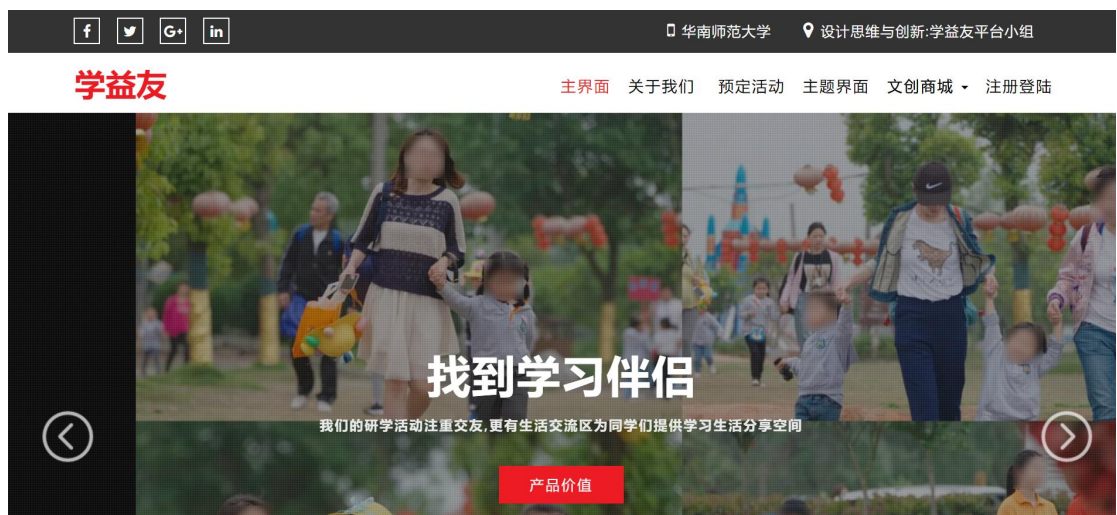 f G+ in 华南师范大学 设计思维与创新:学益友平台小组
学益友 主界面 关于我们 预定活动 主题界面 文创商城 注册登陆
找到学习伴侣
我们的研学活动注重交友,更有生活交流区为同学们提供学习生活分享空间
产品价值